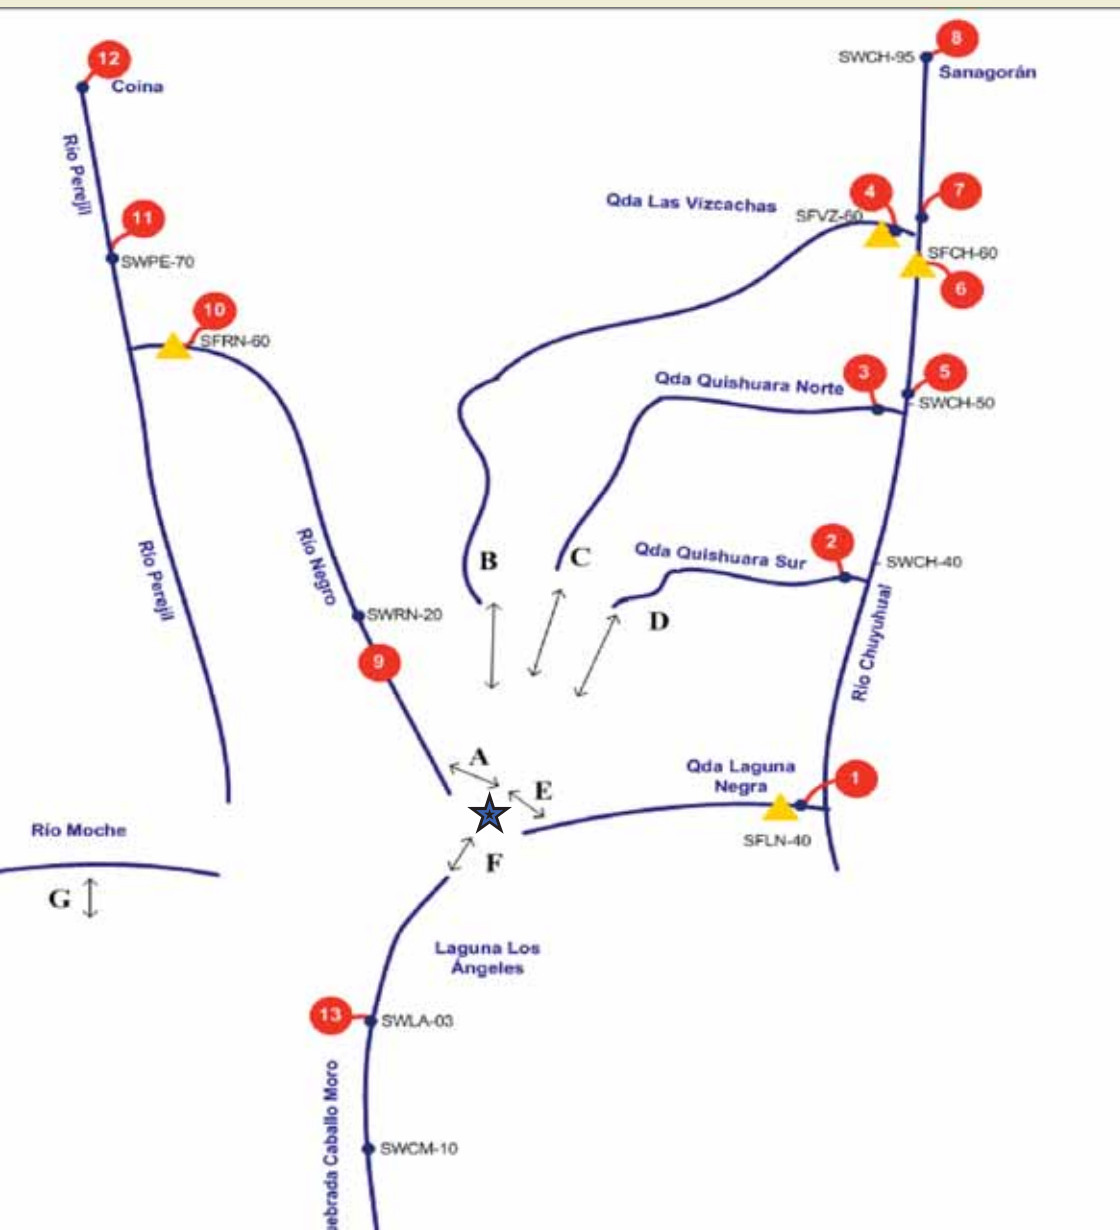 8
12
SWCH-95
Sanagorán
Coina
Río Perejil
4
7
Qda Las Vizcachas
11
SFVZ-60
SFCH-60
SWPE-70
6
10
SFRN-60
Qda Quishuara Norte
3
5
SWCH-50
Río Negro
B
C
2
Qda Quishuara Sur
SWCH-40
Río Perejil
SWRN-20
D
Río Chuyuhual
9
A
E
Qda Laguna
Negra
1
Río Moche
SFLN-40
F
G
Laguna Los
Ángeles
13
SWLA-03
uebrada Caballo Moro
SWCM-10